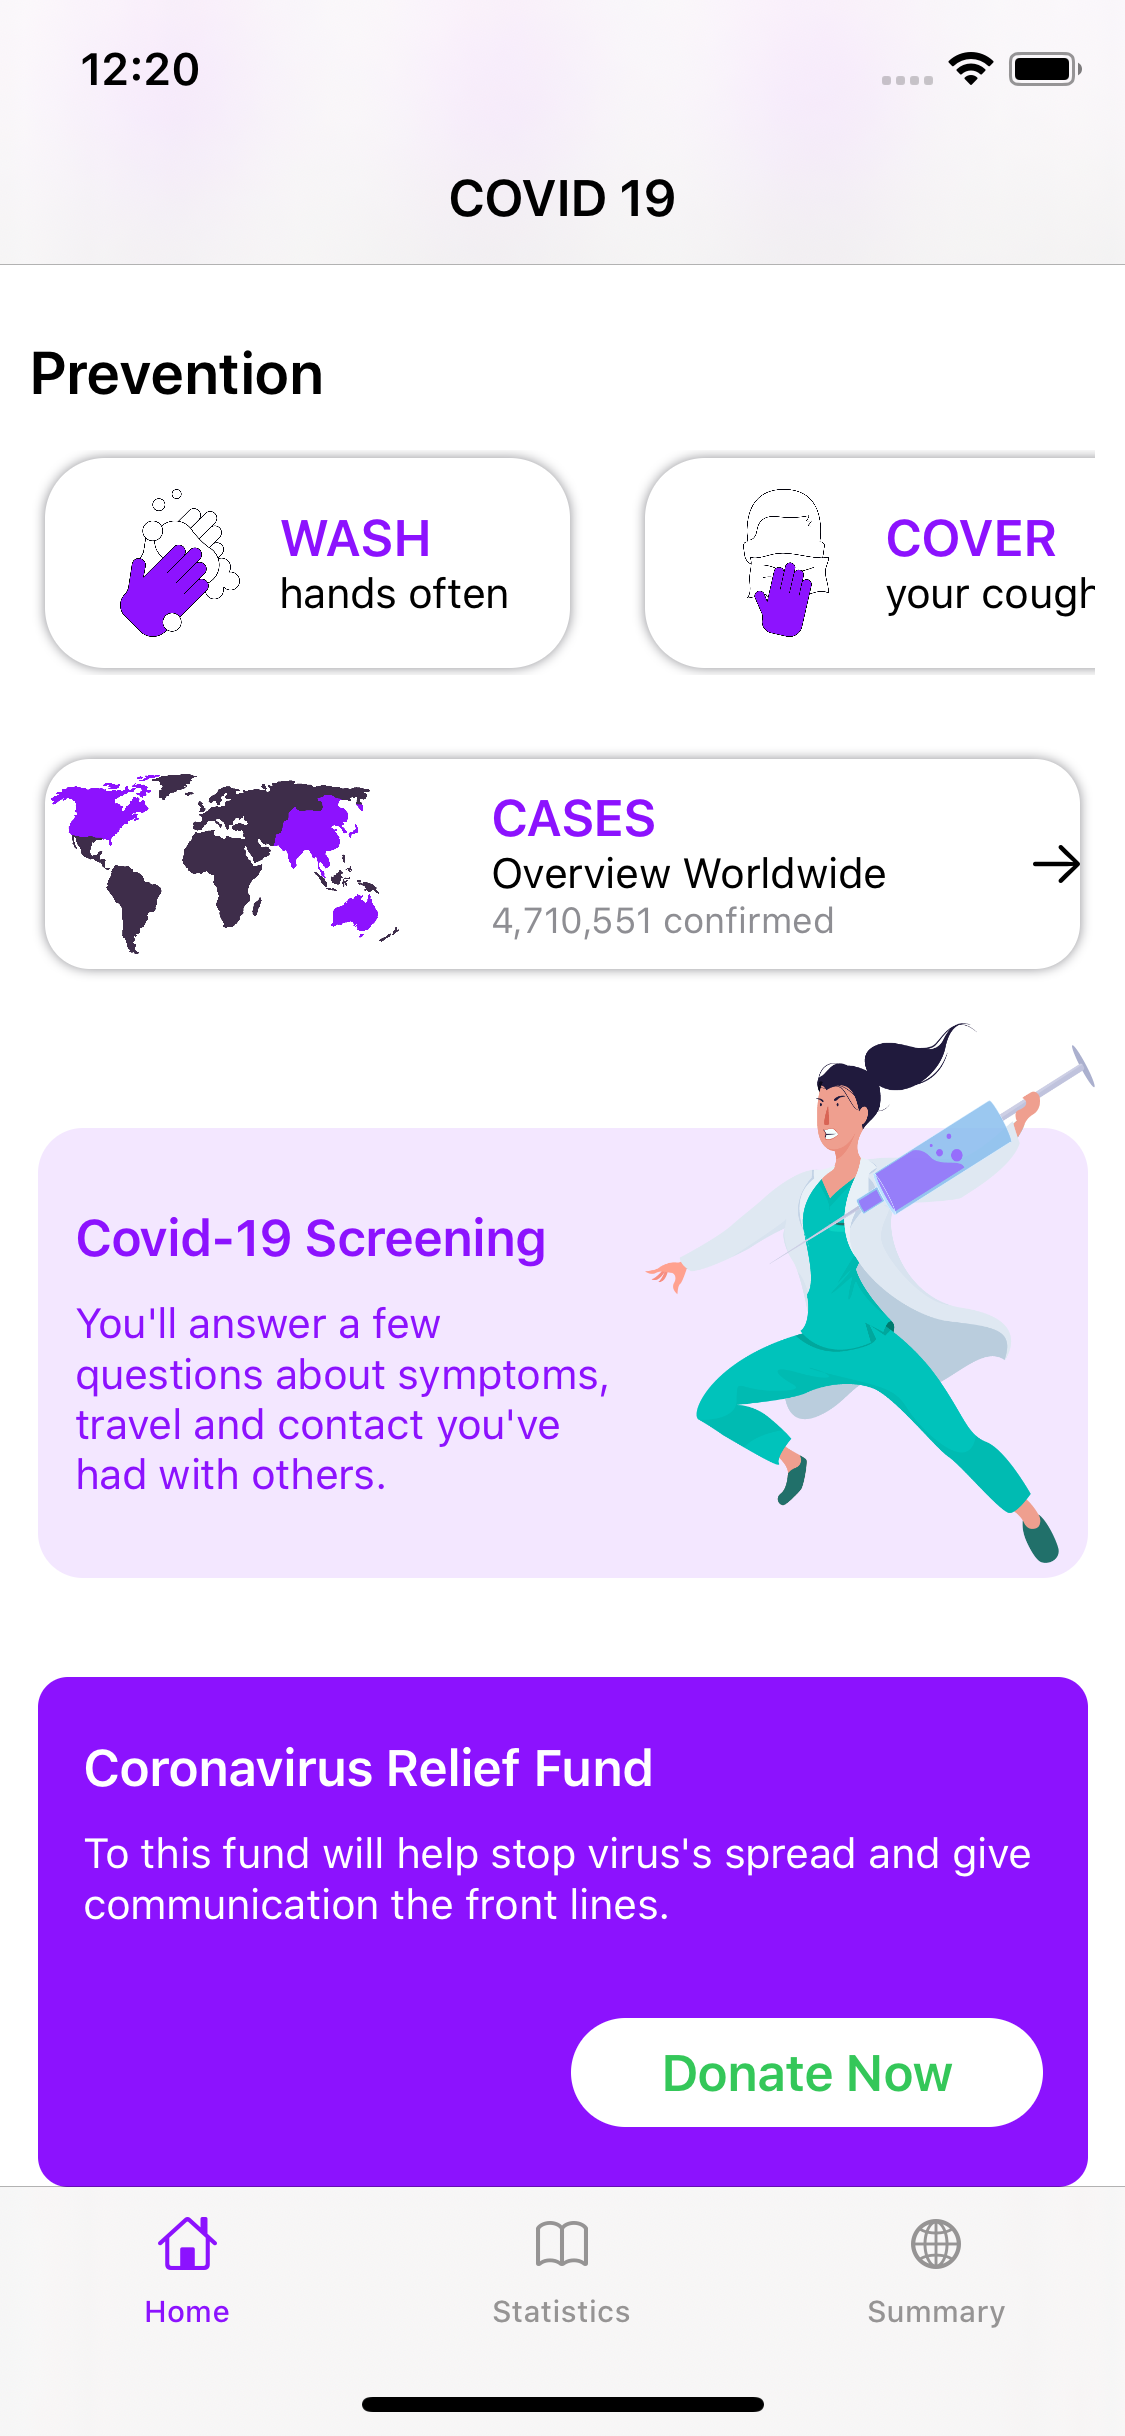 12:20
COVID 19
Prevention
WASH
hands often
COVER
your cough
CASES
Overview Worldwide
4,710,551 confirmed
Covid-19 Screening
You'll answer a few
questions about symptoms,
travel and contact you've
had with others.
Coronavirus Relief Fund
To this fund will help stop virus's spread and give
communication the front lines.
Donate Now
Home
Statistics
Summary